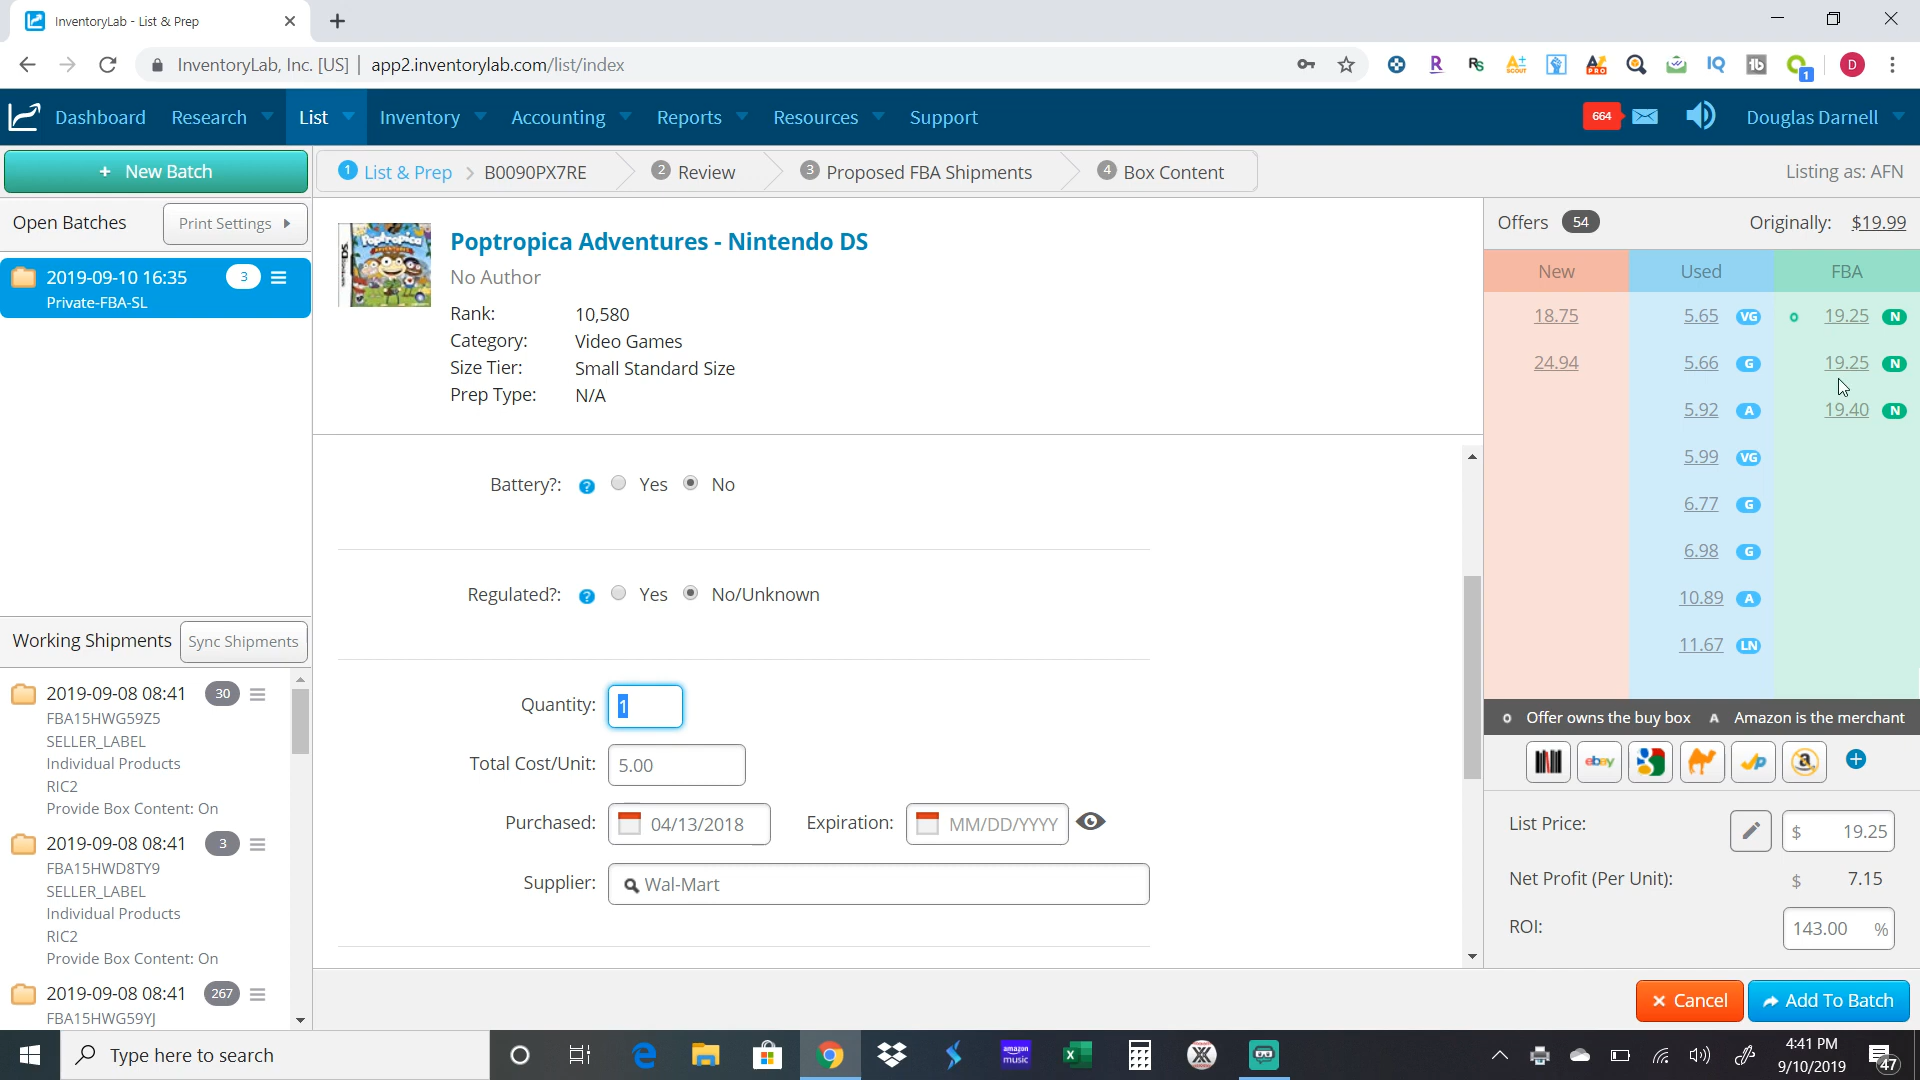 InventoryLab - List & Prep
InventoryLab, Inc. [US] | app2.inventorylab.com/list/index
Dashboard Research List Inventory Accounting Reports Resources Support 664 Douglas Darnell
+ New Batch
1 List & Prep > B0090PX7RE 2 Review 3 Proposed FBA Shipments 4 Box Content Listing as: AFN
Open Batches Print Settings
2019-09-10 16:35 3
Private-FBA-SL
Working Shipments Sync Shipments
2019-09-08 08:41 30
FBA15HWG59Z5
SELLER_LABEL
Individual Products
RIC2
Provide Box Content: On
2019-09-08 08:41 3
FBA15HWD8TY9
SELLER_LABEL
Individual Products
RIC2
Provide Box Content: On
2019-09-08 08:41 267
FBA15HWG59YJ
Poptropica Adventures - Nintendo DS
No Author
Rank: 10,580
Category: Video Games
Size Tier: Small Standard Size
Prep Type: N/A
Battery?: ? Yes No
Regulated?: ? Yes No/Unknown
Quantity: 1
Total Cost/Unit: 5.00
Purchased: 04/13/2018 Expiration: MM/DD/YYYY
Supplier: Wal-Mart
Offers 54 Originally: $19.99
New Used FBA
18.75 5.65 VG o 19.25 N
24.94 5.66 G 19.25 N
5.92 A 19.40 N
5.99 VG
6.77 G
6.98 G
10.89 A
11.67 LN
O Offer owns the buy box A Amazon is the merchant
ebay
List Price: $ 19.25
Net Profit (Per Unit): $ 7.15
ROI: 143.00 %
× Cancel Add To Batch
Type here to search
amazon music
4:41 PM
9/10/2019
47